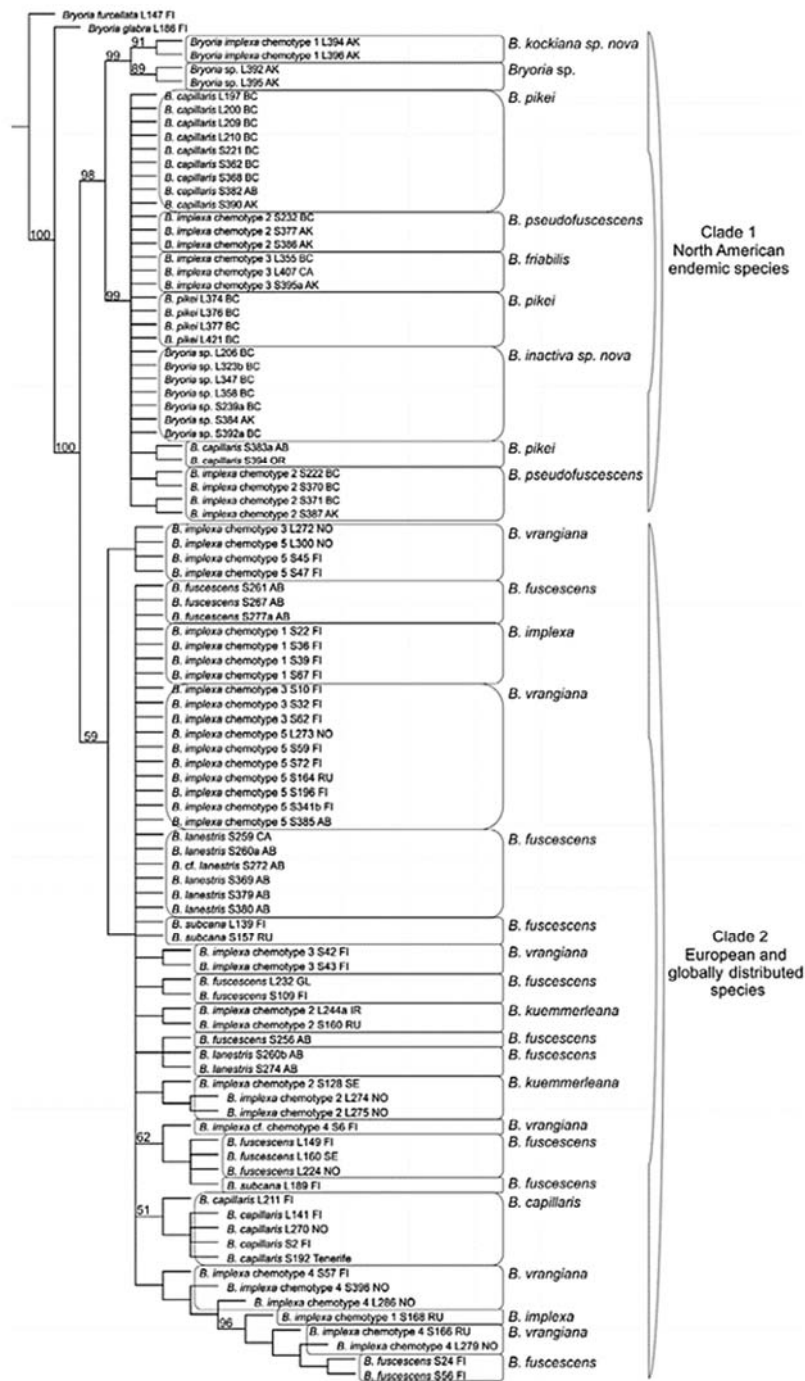 Bryoria furcellata L147 FI
Bryoria glabra L186 FI
91
99
Bryoria implexa chemotype 1 L394 AK
Bryoria implexa chemotype 1 L396 AK
B. kockiana sp. nova
89
Bryoria sp. L392 AK
Bryoria sp. L395 AK
Bryoria sp.
B. capillaris L197 BC
B. pikei
B. capillaris L200 BC
B. capillaris L209 BC
B. capillaris L210 BC
B. capillaris S221 BC
B. capillaris S362 BC
B. capillaris S368 BC
98
B. capillaris S382 AB
B. capillaris S390 AK
B. implexa chemotype 2 S232 BC
B. pseudofuscescens
B. implexa chemotype 2 S377 AK
B. implexa chemotype 2 S386 AK
100
Clade 1
North American
endemic species
B. implexa chemotype 3 L355 BC
B. friabilis
B. implexa chemotype 3 L407 CA
B. implexa chemotype 3 S395a AK
99
B. pikei L374 BC
B. pikei
B. pikei L376 BC
B. pikei L377 BC
B. pikei L421 BC
Bryoria sp. L206 BC
B. inactiva sp. nova
Bryoria sp. L323b BC
Bryoria sp. L347 BC
Bryoria sp. L358 BC
Bryoria sp. S239a BC
Bryoria sp. S384 AK
Bryoria sp. S392a BC
100
B. capillaris S383a AB
B. pikei
B. capillaris S394 OR
B. implexa chemotype 2 S222 BC
B. pseudofuscescens
B. implexa chemotype 2 S370 BC
B. implexa chemotype 2 S371 BC
B. implexa chemotype 2 S387 AK
B. implexa chemotype 3 L272 NO
B. vrangiana
B. implexa chemotype 5 L300 NO
B. implexa chemotype 5 S45 FI
B. implexa chemotype 5 S47 FI
B. fuscescens S261 AB
B. fuscescens
B. fuscescens S267 AB
B. fuscescens S277a AB
B. implexa chemotype 1 S22 FI
B. implexa
B. implexa chemotype 1 S36 FI
B. implexa chemotype 1 S39 FI
B. implexa chemotype 1 S67 FI
B. implexa chemotype 3 S10 FI
B. vrangiana
B. implexa chemotype 3 S32 FI
B. implexa chemotype 3 S62 FI
59
B. implexa chemotype 5 L273 NO
B. implexa chemotype 5 S59 FI
B. implexa chemotype 5 S72 FI
B. implexa chemotype 5 S164 RU
B. implexa chemotype 5 S196 FI
B. implexa chemotype 5 S341b FI
B. implexa chemotype 5 S385 AB
B. lanestris S259 CA
B. fuscescens
B. lanestris S260a AB
B. cf. lanestris S272 AB
B. lanestris S369 AB
B. lanestris S379 AB
B. lanestris S380 AB
B. subcana L139 FI
B. fuscescens
B. subcana S157 RU
Clade 2
European and
globally distributed
species
B. implexa chemotype 3 S42 FI
B. vrangiana
B. implexa chemotype 3 S43 FI
B. fuscescens L232 GL
B. fuscescens
B. fuscescens S109 FI
B. implexa chemotype 2 L244a IR
B. kuemmerleana
B. implexa chemotype 2 S160 RU
B. fuscescens S256 AB
B. fuscescens
B. lanestris S260b AB
B. fuscescens
B. lanestris S274 AB
B. implexa chemotype 2 S128 SE
B. kuemmerleana
B. implexa chemotype 2 L274 NO
B. implexa chemotype 2 L275 NO
B. implexa cf. chemotype 4 S6 FI
B. vrangiana
62
B. fuscescens L149 FI
B. fuscescens
B. fuscescens L160 SE
B. fuscescens L224 NO
B. subcana L189 FI
B. fuscescens
51
B. capillaris L211 FI
B. capillaris
B. capillaris L141 FI
B. capillaris L270 NO
B. capillaris S2 FI
B. capillaris S192 Tenerife
B. implexa chemotype 4 S57 FI
B. vrangiana
B. implexa chemotype 4 S396 NO
B. implexa chemotype 4 L286 NO
96
B. implexa chemotype 1 S168 RU
B. implexa
B. implexa chemotype 4 S166 RU
B. vrangiana
B. implexa chemotype 4 L279 NO
B. fuscescens S24 FI
B. fuscescens
B. fuscescens S56 FI